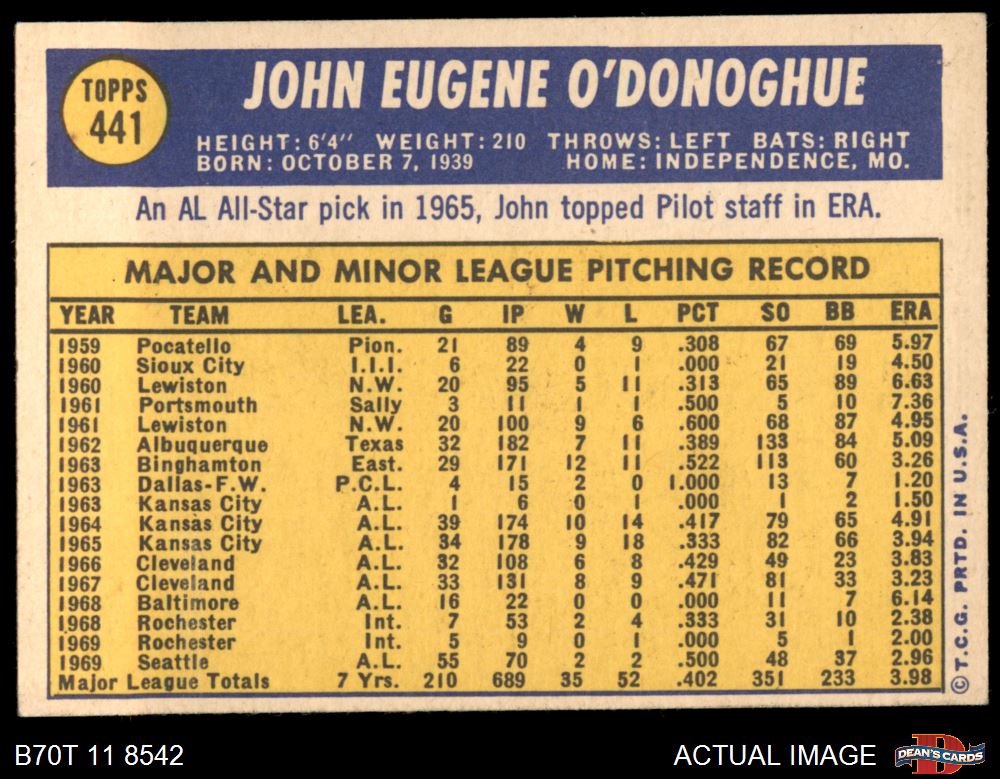 TOPPS
441
JOHN EUGENE O'DONOGHUE
HEIGHT: 6'4" WEIGHT: 210 THROWS: LEFT BATS: RIGHT
BORN: OCTOBER 7, 1939 HOME: INDEPENDENCE, MO.
An AL All-Star pick in 1965, John topped Pilot staff in ERA.
MAJOR AND MINOR LEAGUE PITCHING RECORD
YEAR TEAM LEA. G IP W L PCT SO BB ERA
1959 Pocatello Pion. 21 89 4 9 .308 67 69 5.97
1960 Sioux City I.I.I. 6 22 0 1 .000 21 19 4.50
1960 Lewiston N.W. 20 95 5 11 .313 65 89 6.63
1961 Portsmouth Sally 3 11 1 1 .500 5 10 7.36
1961 Lewiston N.W. 20 100 9 6 .600 68 87 4.95
1962 Albuquerque Texas 32 182 7 11 .389 133 84 5.09
1963 Binghamton East. 29 171 12 11 .522 113 60 3.26
1963 Dallas-F.W. P.C.L. 4 15 2 0 1.000 13 7 1.20
1963 Kansas City A.L. 1 6 0 1 .000 1 2 1.50
1964 Kansas City A.L. 39 174 10 14 .417 79 65 4.91
1965 Kansas City A.L. 34 178 9 18 .333 82 66 3.94
1966 Cleveland A.L. 32 108 6 8 .429 49 23 3.83
1967 Cleveland A.L. 33 131 8 9 .471 81 33 3.23
1968 Baltimore A.L. 16 22 0 0 .000 11 7 6.14
1968 Rochester Int. 7 53 2 4 .333 31 10 2.38
1969 Rochester Int. 5 9 0 1 .000 5 1 2.00
1969 Seattle A.L. 55 70 2 2 .500 48 37 2.96
Major League Totals 7 Yrs. 210 689 35 52 .402 351 233 3.98
© T.C.G. PRTD. IN U.S.A.
B70T 11 8542 ACTUAL IMAGE
DEAN'S CARDS